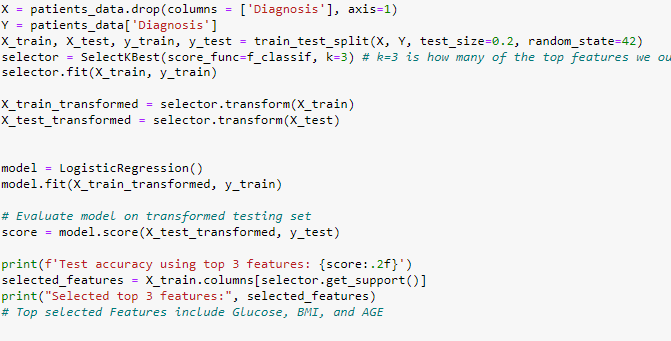 X = patients_data.drop(columns = ['Diagnosis'], axis=1)
Y = patients_data['Diagnosis']
X_train, X_test, y_train, y_test = train_test_split(X, Y, test_size=0.2, random_state=42)
selector = SelectKBest(score_func=f_classif, k=3) # k=3 is how many of the top features we ou
selector.fit(X_train, y_train)
X_train_transformed = selector.transform(X_train)
X_test_transformed = selector.transform(X_test)
model = LogisticRegression()
model.fit(X_train_transformed, y_train)
# Evaluate model on transformed testing set
score = model.score(X_test_transformed, y_test)
print(f'Test accuracy using top 3 features: {score:.2f}')
selected_features = X_train.columns[selector.get_support()]
print("Selected top 3 features:", selected_features)
# Top selected Features include Glucose, BMI, and AGE